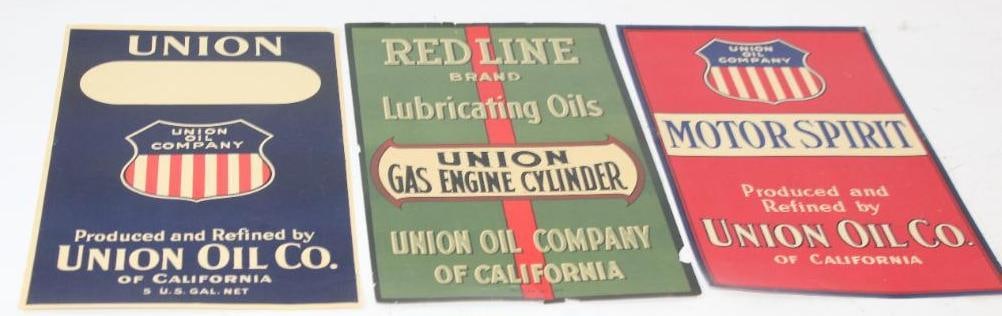 UNION
UNION
OIL
COMPANY
Produced and Refined by
UNION OIL CO.
OF CALIFORNIA
5 U.S. GAL. NET
RED LINE
BRAND
Lubricating Oils
UNION
GAS ENGINE CYLINDER
UNION OIL COMPANY
OF CALIFORNIA
UNION
OIL
COMPANY
MOTOR SPIRIT
Produced and
Refined by
UNION OIL CO.
OF CALIFORNIA